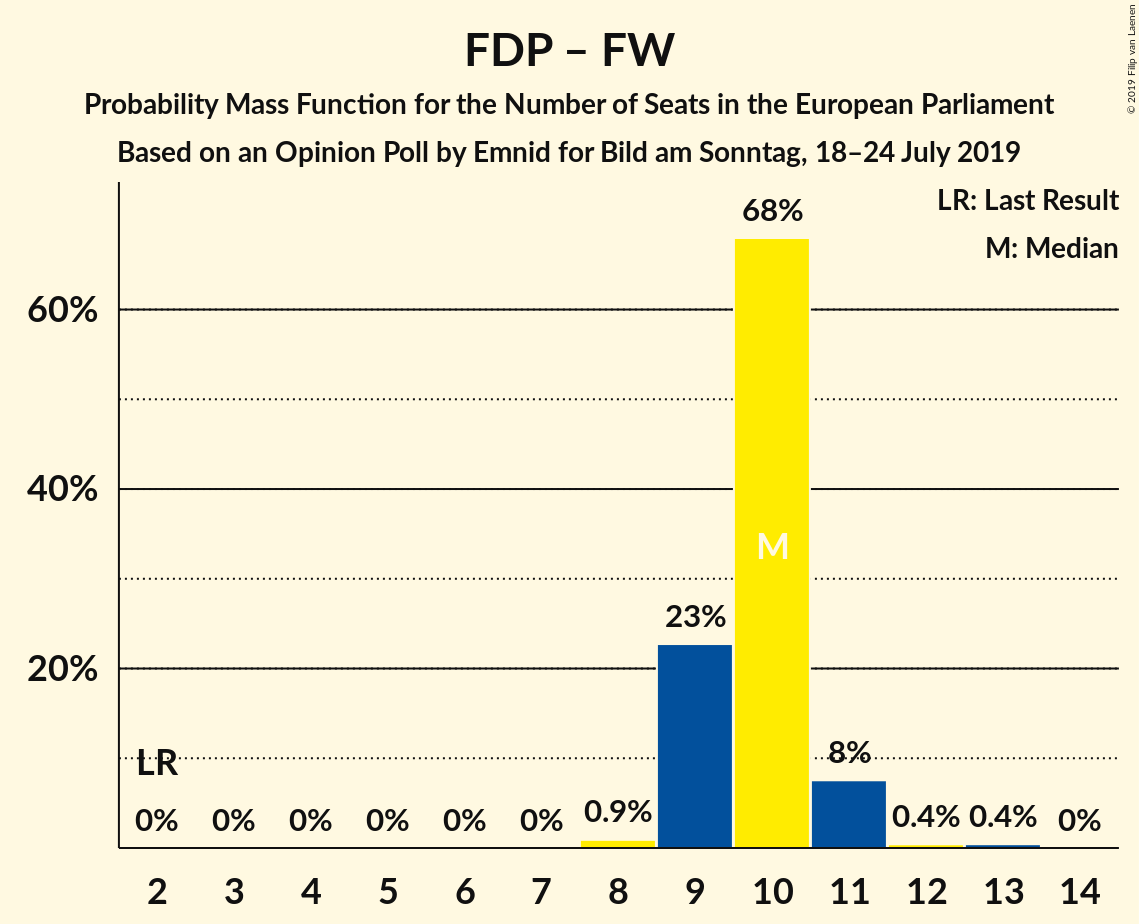 FDP – FW
Probability Mass Function for the Number of Seats in the European Parliament
Based on an Opinion Poll by Emnid for Bild am Sonntag, 18–24 July 2019
© 2019 Filip van Laenen
LR: Last Result
M: Median
68%
60%
40%
M
23%
20%
LR
8%
0% 0% 0% 0% 0% 0% 0.9% 0.4% 0.4% 0%
2 3 4 5 6 7 8 9 10 11 12 13 14